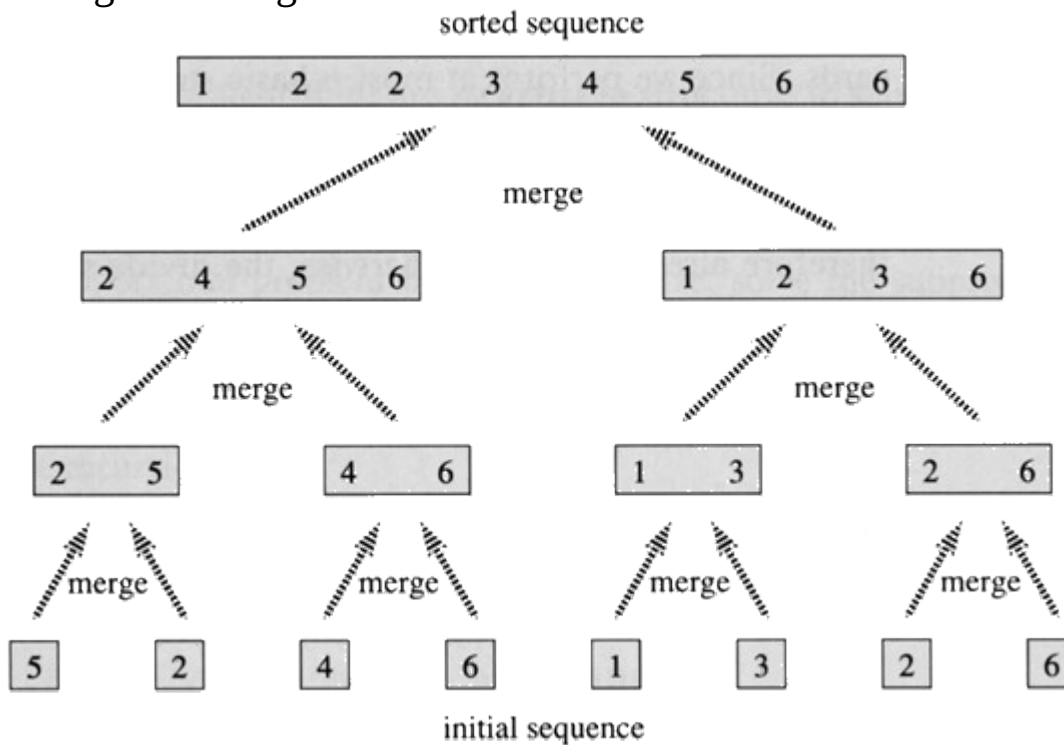 sorted sequence
1 2 2 3 4 5 6 6
merge
2 4 5 6
1 2 3 6
merge
merge
2 5
4 6
1 3
2 6
merge
merge
merge
merge
5 2 4 6 1 3 2 6
initial sequence